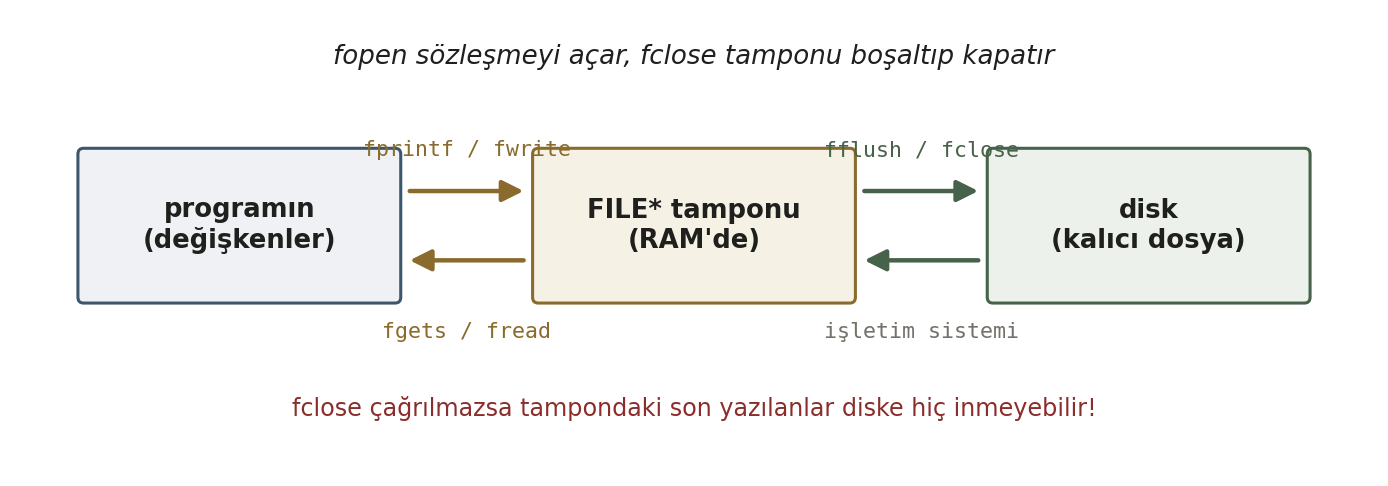 fopen sözleşmeyi açar, fclose tamponu boşaltıp kapatır
fprintf / fwrite
fflush / fclose
programın
(değişkenler)
FILE* tamponu
(RAM'de)
disk
(kalıcı dosya)
fgets / fread
işletim sistemi
fclose çağrılmazsa tampondaki son yazılanlar diske hiç inmeyebilir!